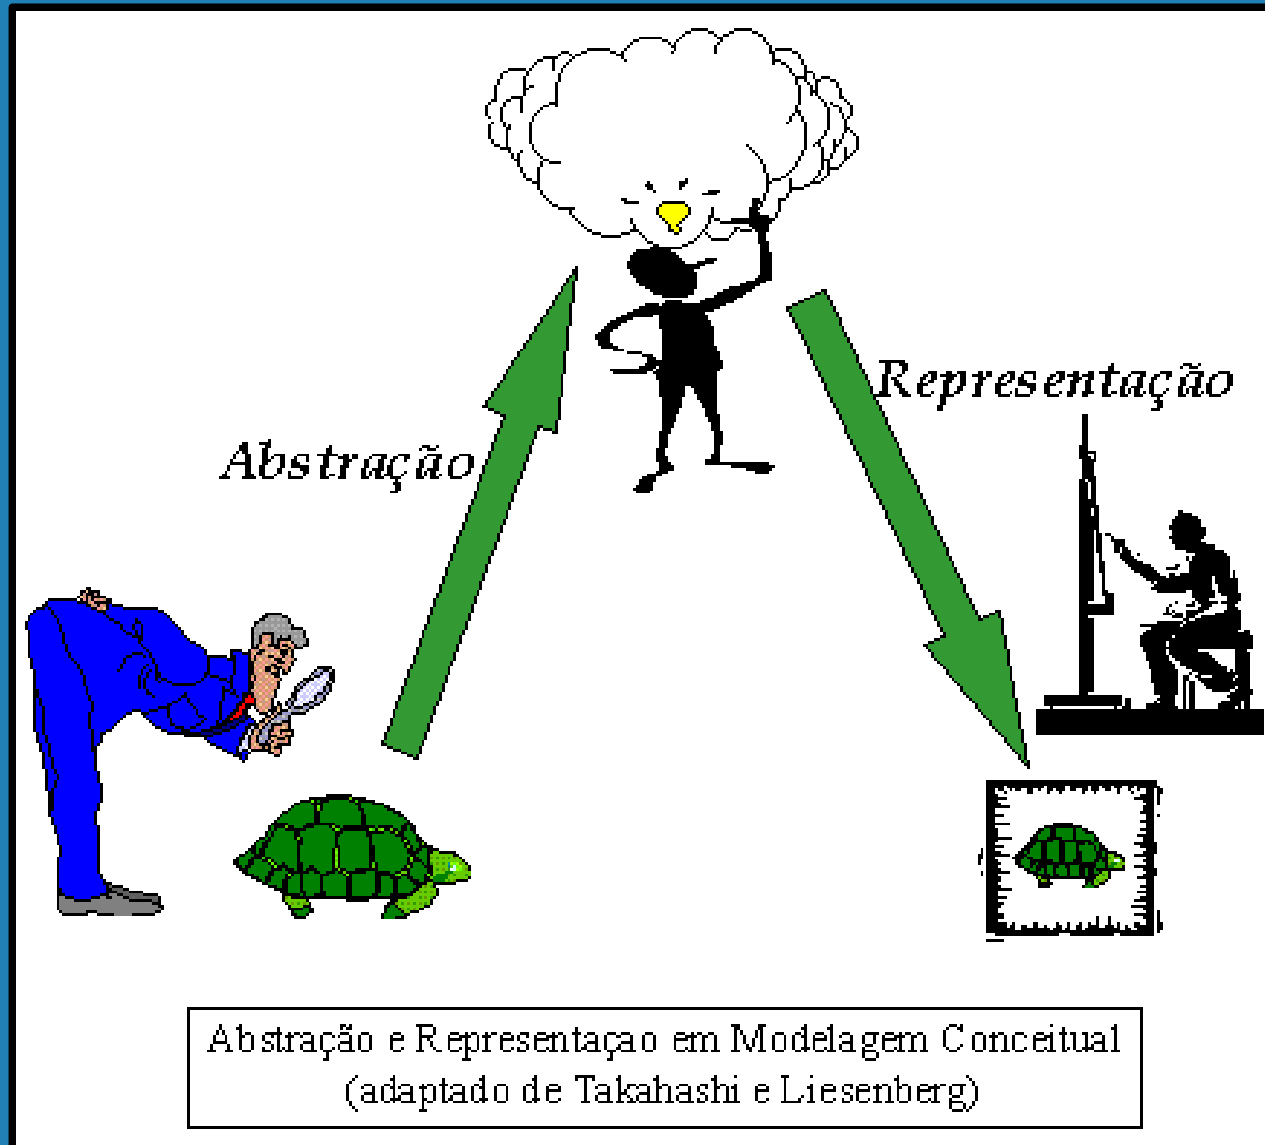 Representação
Abstração
Abstração e Representaçao em Modelagem Conceitual
(adaptado de Takahashi e Liesenberg)